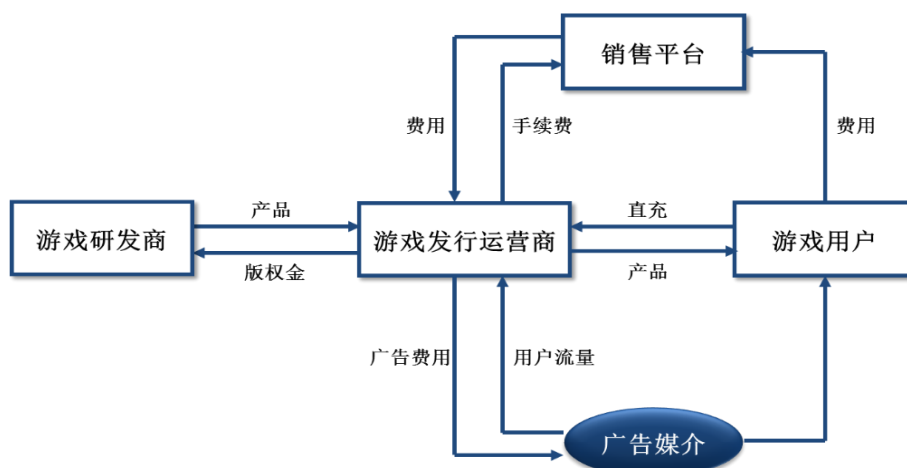 销售平台
费用
手续费
费用
游戏研发商
产品
版权金
游戏发行运营商
直充
产品
游戏用户
广告费用
用户流量
广告媒介